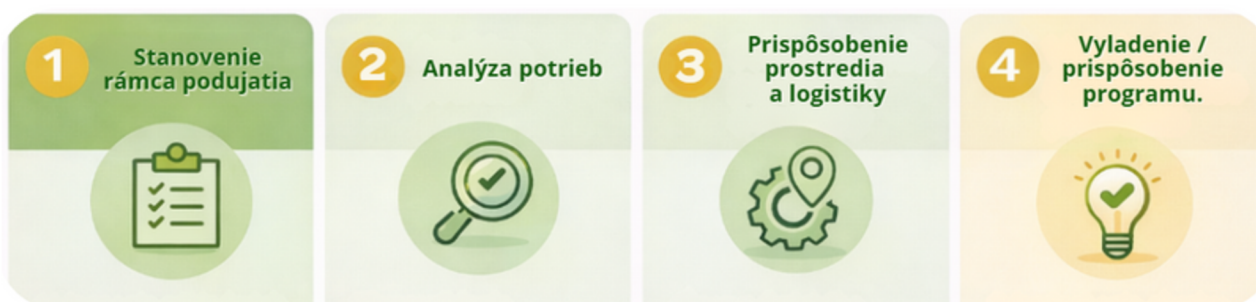 1
Stanovenie
rámca podujatia
2
Analýza potrieb
3
Prispôsobenie
prostredia
a logistiky
4
Vyladenie /
prispôsobenie
programu.